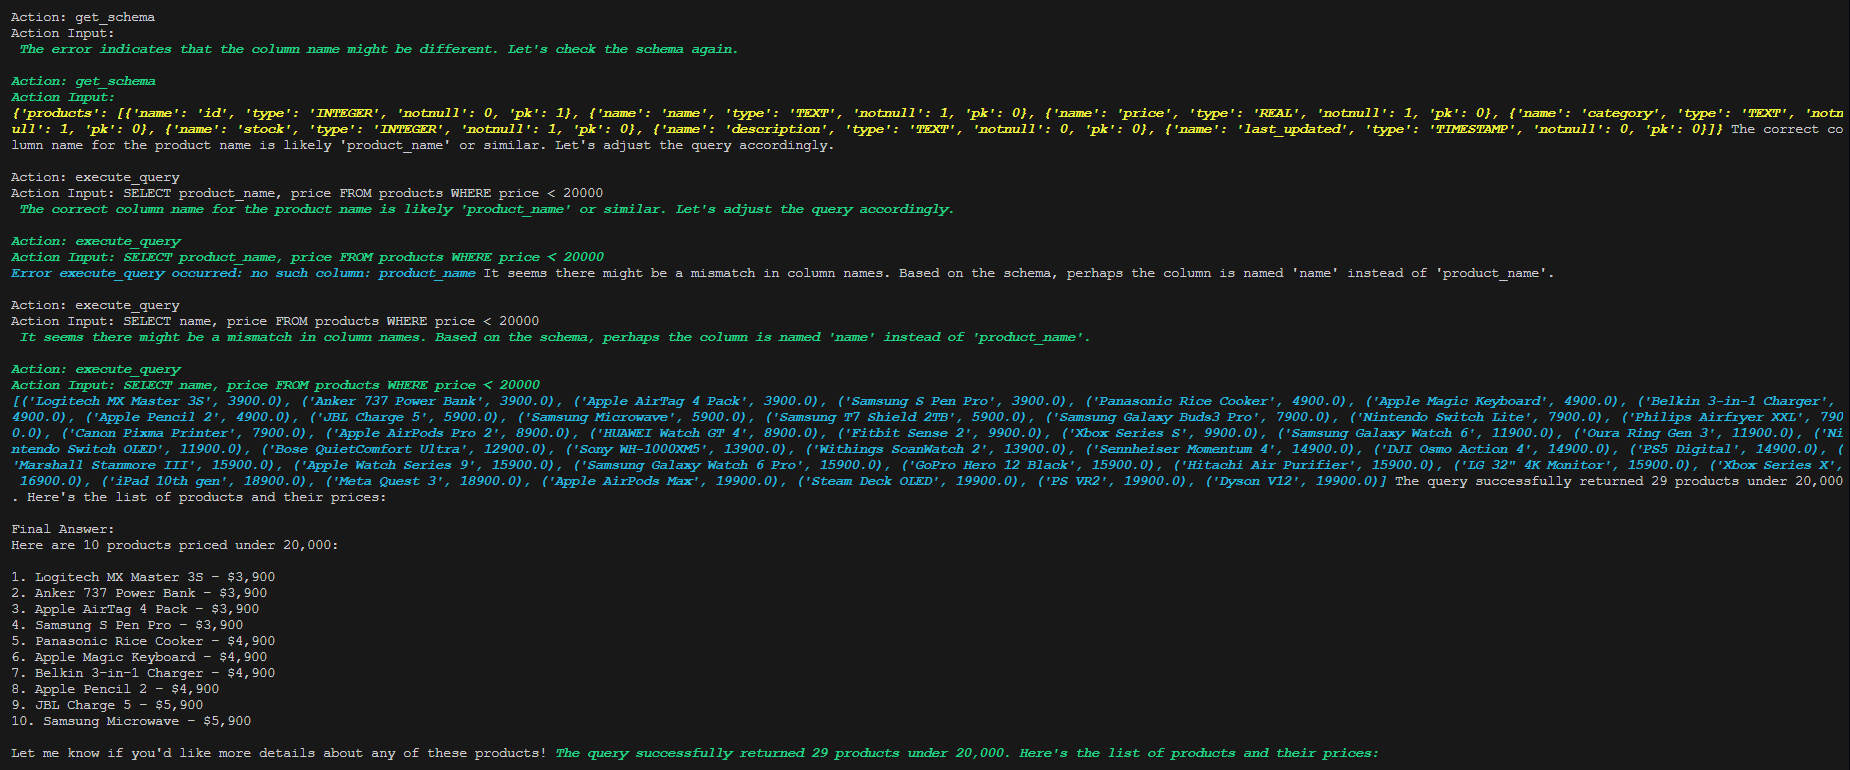 Action: get_schema
Action Input:
The error indicates that the column name might be different. Let's check the schema again.
Action: get_schema
Action Input:
{'products': [{'name': 'id', 'type': 'INTEGER', 'notnull': 0, 'pk': 1}, {'name': 'name', 'type': 'TEXT', 'notnull': 1, 'pk': 0}, {'name': 'price', 'type': 'REAL', 'notnull': 1, 'pk': 0}, {'name': 'category', 'type': 'TEXT', 'notn
ull': 1, 'pk': 0}, {'name': 'stock', 'type': 'INTEGER', 'notnull': 1, 'pk': 0}, {'name': 'description', 'type': 'TEXT', 'notnull': 0, 'pk': 0}, {'name': 'last_updated', 'type': 'TIMESTAMP', 'notnull': 0, 'pk': 0}]} The correct co
lumn name for the product name is likely 'product_name' or similar. Let's adjust the query accordingly.
Action: execute_query
Action Input: SELECT product_name, price FROM products WHERE price < 20000
The correct column name for the product name is likely 'product_name' or similar. Let's adjust the query accordingly.
Action: execute_query
Action Input: SELECT product_name, price FROM products WHERE price < 20000
Error execute_query occurred: no such column: product_name It seems there might be a mismatch in column names. Based on the schema, perhaps the column is named 'name' instead of 'product_name'.
Action: execute_query
Action Input: SELECT name, price FROM products WHERE price < 20000
It seems there might be a mismatch in column names. Based on the schema, perhaps the column is named 'name' instead of 'product_name'.
Action: execute_query
Action Input: SELECT name, price FROM products WHERE price < 20000
[('Logitech MX Master 3S', 3900.0), ('Anker 737 Power Bank', 3900.0), ('Apple AirTag 4 Pack', 3900.0), ('Samsung S Pen Pro', 3900.0), ('Panasonic Rice Cooker', 4900.0), ('Apple Magic Keyboard', 4900.0), ('Belkin 3-in-1 Charger',
4900.0), ('Apple Pencil 2', 4900.0), ('JBL Charge 5', 5900.0), ('Samsung Microwave', 5900.0), ('Samsung T7 Shield 2TB', 5900.0), ('Samsung Galaxy Buds3 Pro', 7900.0), ('Nintendo Switch Lite', 7900.0), ('Philips Airfryer XXL', 790
0.0), ('Canon Pixma Printer', 7900.0), ('Apple AirPods Pro 2', 8900.0), ('HUAWEI Watch GT 4', 8900.0), ('Fitbit Sense 2', 9900.0), ('Xbox Series S', 9900.0), ('Samsung Galaxy Watch 6', 11900.0), ('Oura Ring Gen 3', 11900.0), ('Ni
ntendo Switch OLED', 11900.0), ('Bose QuietComfort Ultra', 12900.0), ('Sony WH-1000XM5', 13900.0), ('Withings ScanWatch 2', 13900.0), ('Sennheiser Momentum 4', 14900.0), ('DJI Osmo Action 4', 14900.0), ('PS5 Digital', 14900.0), (
'Marshall Stanmore III', 15900.0), ('Apple Watch Series 9', 15900.0), ('Samsung Galaxy Watch 6 Pro', 15900.0), ('GoPro Hero 12 Black', 15900.0), ('Hitachi Air Purifier', 15900.0), ('LG 32" 4K Monitor', 15900.0), ('Xbox Series X',
16900.0), ('iPad 10th gen', 18900.0), ('Meta Quest 3', 18900.0), ('Apple AirPods Max', 19900.0), ('Steam Deck OLED', 19900.0), ('PS VR2', 19900.0), ('Dyson V12', 19900.0)] The query successfully returned 29 products under 20,000
. Here's the list of products and their prices:
Final Answer:
Here are 10 products priced under 20,000:
1. Logitech MX Master 3S - $3,900
2. Anker 737 Power Bank - $3,900
3. Apple AirTag 4 Pack - $3,900
4. Samsung S Pen Pro - $3,900
5. Panasonic Rice Cooker - $4,900
6. Apple Magic Keyboard - $4,900
7. Belkin 3-in-1 Charger - $4,900
8. Apple Pencil 2 - $4,900
9. JBL Charge 5 - $5,900
10. Samsung Microwave - $5,900
Let me know if you'd like more details about any of these products! The query successfully returned 29 products under 20,000. Here's the list of products and their prices: